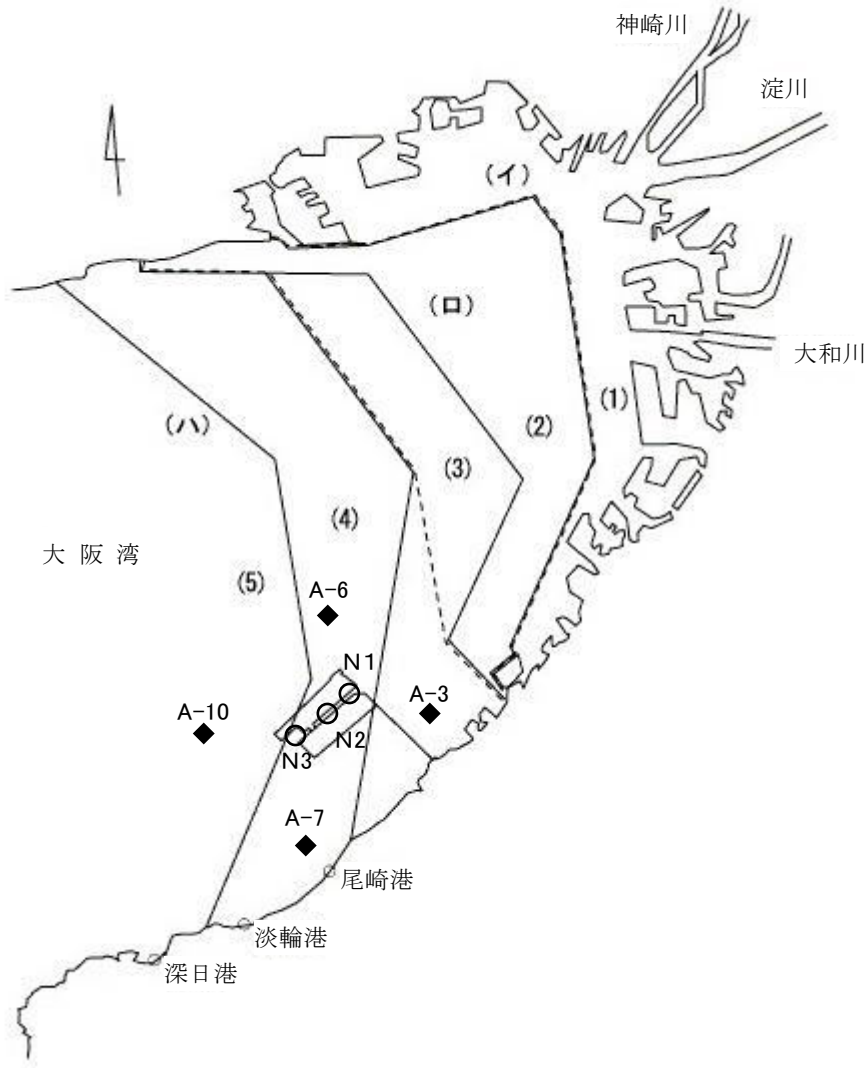 神崎川
淀川
(イ)
(ロ)
大和川
(1)
(ハ)
(2)
(3)
(4)
大 阪 湾
(5)
A-6
N1
A-3
A-10
N2
N3
A-7
尾崎港
淡輪港
深日港